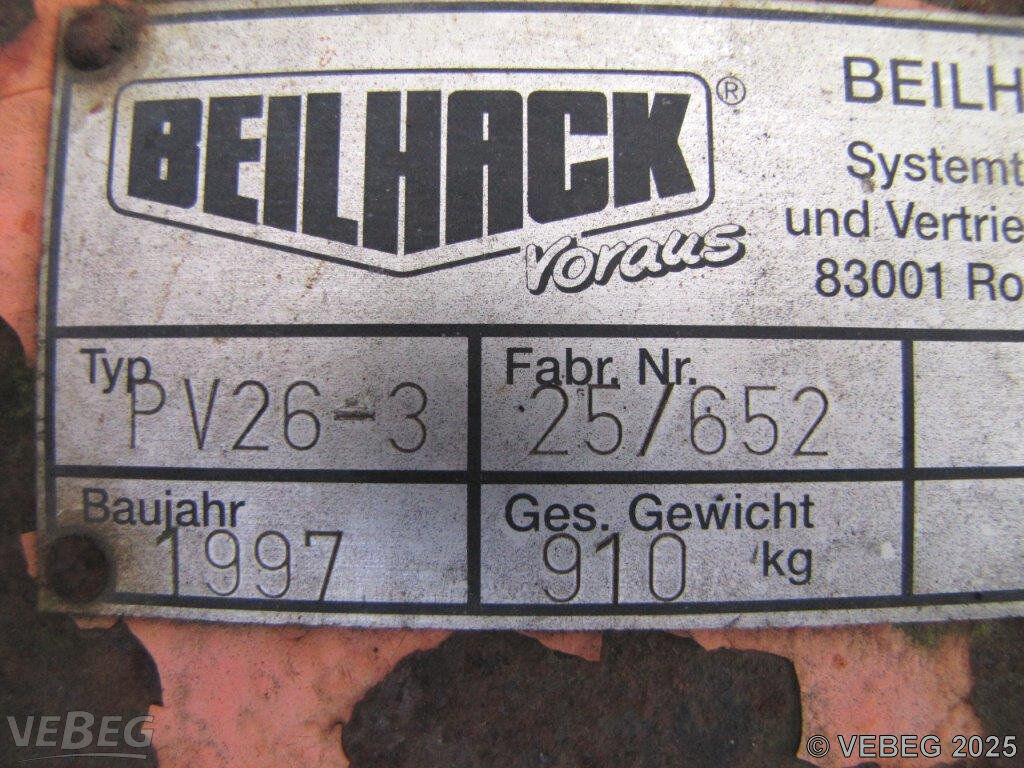 BEILHACK®
voraus
BEILH
Systemt
und Vertrie
83001 Ro
Typ
PV26-3
Fabr. Nr.
25/652
Baujahr
1997
Ges. Gewicht
910 kg
VEBEG
© VEBEG 2025